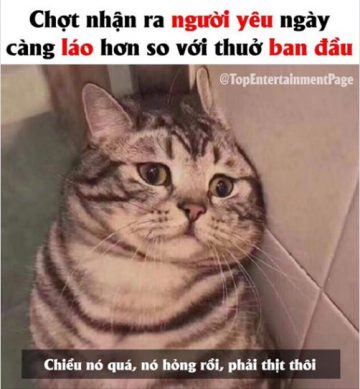 Chợt nhận ra người yêu ngày
càng láo hơn so với thuở ban đầu
@TopEntertainmentPage
Chiều nó quá, nó hỏng rồi, phải thịt thôi